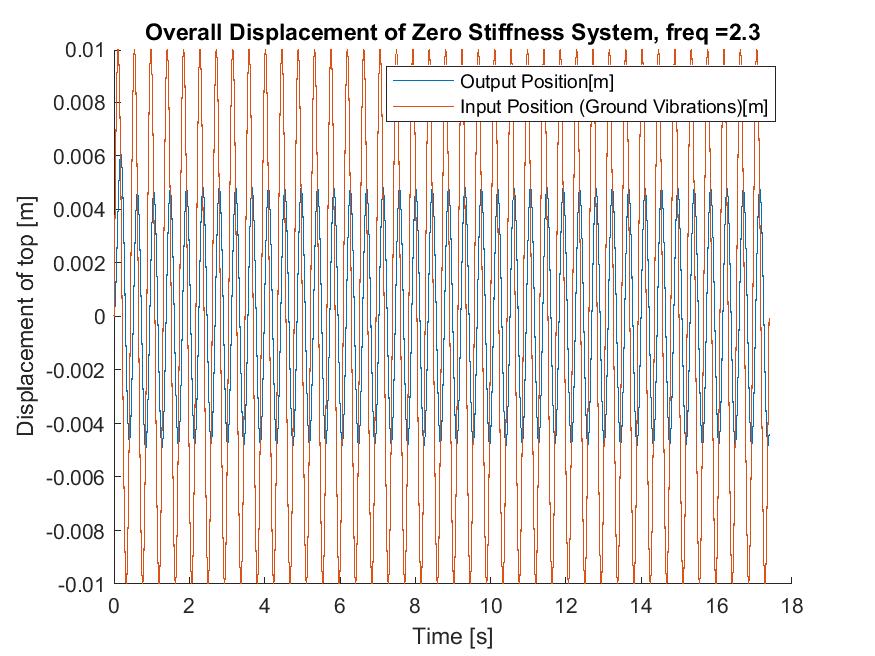 Overall Displacement of Zero Stiffness System, freq =2.3
0.01
0.008
0.006
0.004
0.002
0
-0.002
-0.004
-0.006
-0.008
-0.01
Displacement of top [m]
Output Position[m]
Input Position (Ground Vibrations)[m]
0 2 4 6 8 10 12 14 16 18
Time [s]